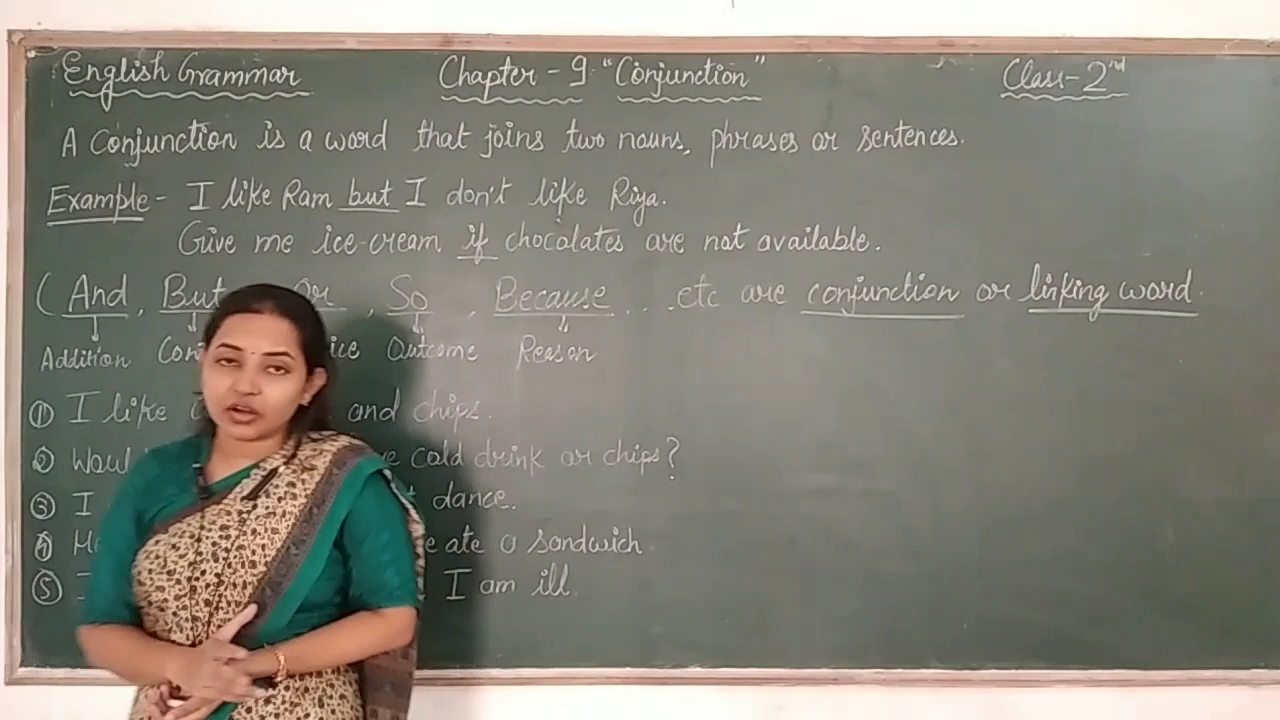 English Grammar Chapter - 9 "Conjunction" Class - 2nd
A Conjunction is a word that joins two nouns, phrases or sentences.
Example - I like Ram but I don't like Riya.
Give me ice-cream if chocolates are not available.
(And, But, Or, So, Because ... etc are conjunction or linking word.
Addition Outcome Reason
① I like and chips.
② cold drink or chips?
③ I dance.
④ ate a sandwich.
⑤ I am ill.